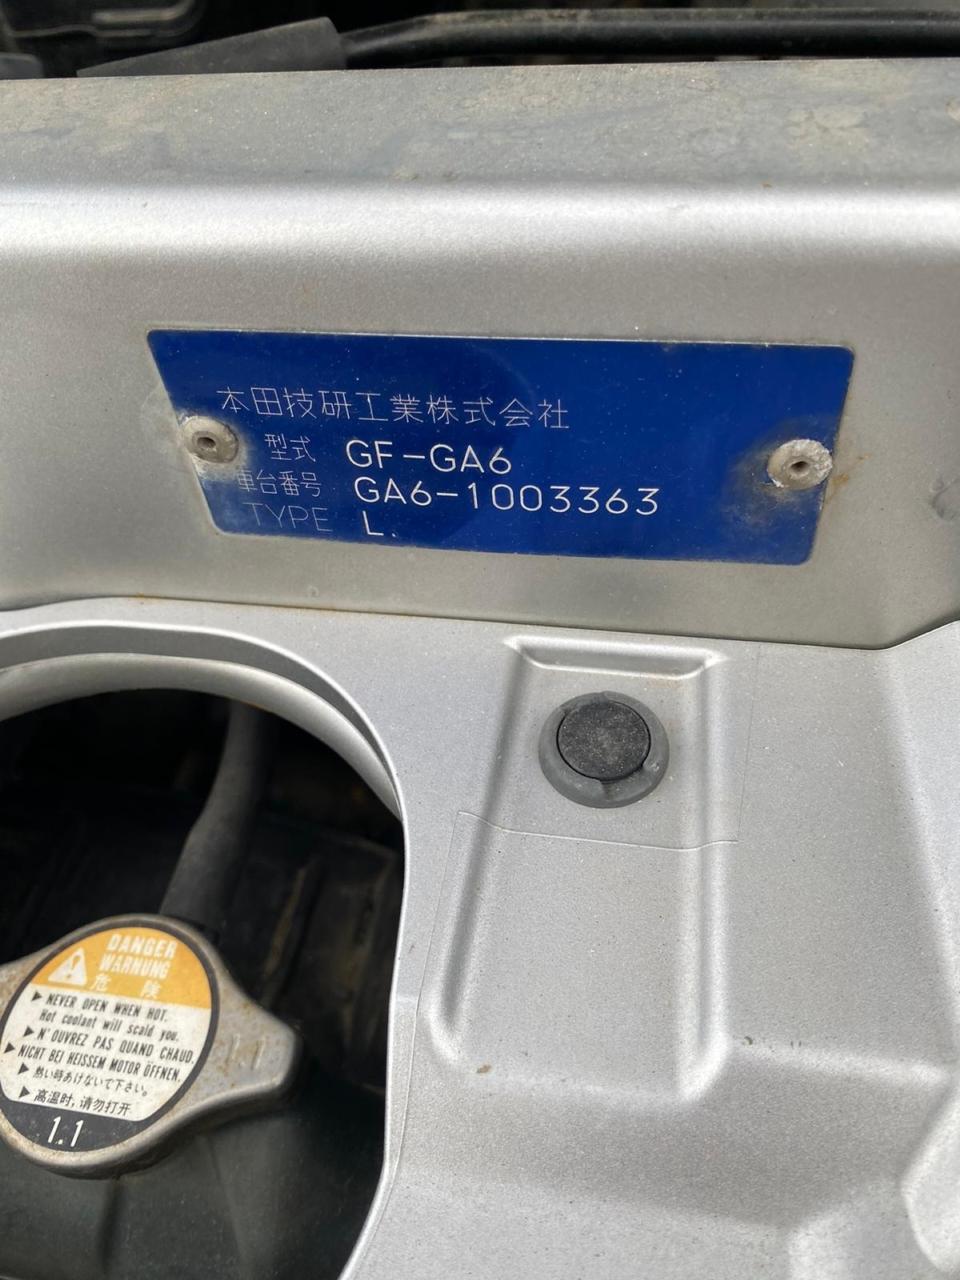 本田技研工業株式会社
型式 GF-GA6
車台番号 GA6-1003363
TYPE L.
DANGER
WARNUNG
危険
▶ NEVER OPEN WHEN HOT.
Hot coolant will scald you.
▶ N'OUVREZ PAS QUAND CHAUD.
▶ NICHT BEI HEISSEM MOTOR ÖFFNEN.
▶ 熱い時あけないで下さい。
▶ 高温时,请勿打开
1.1